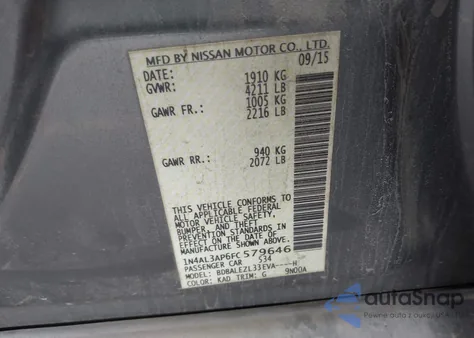 MFD BY NISSAN MOTOR CO., LTD.
09/15
DATE: 1910 KG
GVWR: 4211 LB
1005 KG
GAWR FR.: 2216 LB
940 KG
GAWR RR.: 2072 LB
THIS VEHICLE CONFORMS TO
ALL APPLICABLE FEDERAL
MOTOR VEHICLE SAFETY,
BUMPER, AND THEFT
PREVENTION STANDARDS
IN EFFECT ON THE DATE OF
MANUFACTURE SHOWN ABOVE.
1N4AL3AP6FC579646
PASSENGER CAR 534
MODEL: BDBALEZL33EVA----H
COLOR: KAD TRIM: G 9N00A
autoSnap